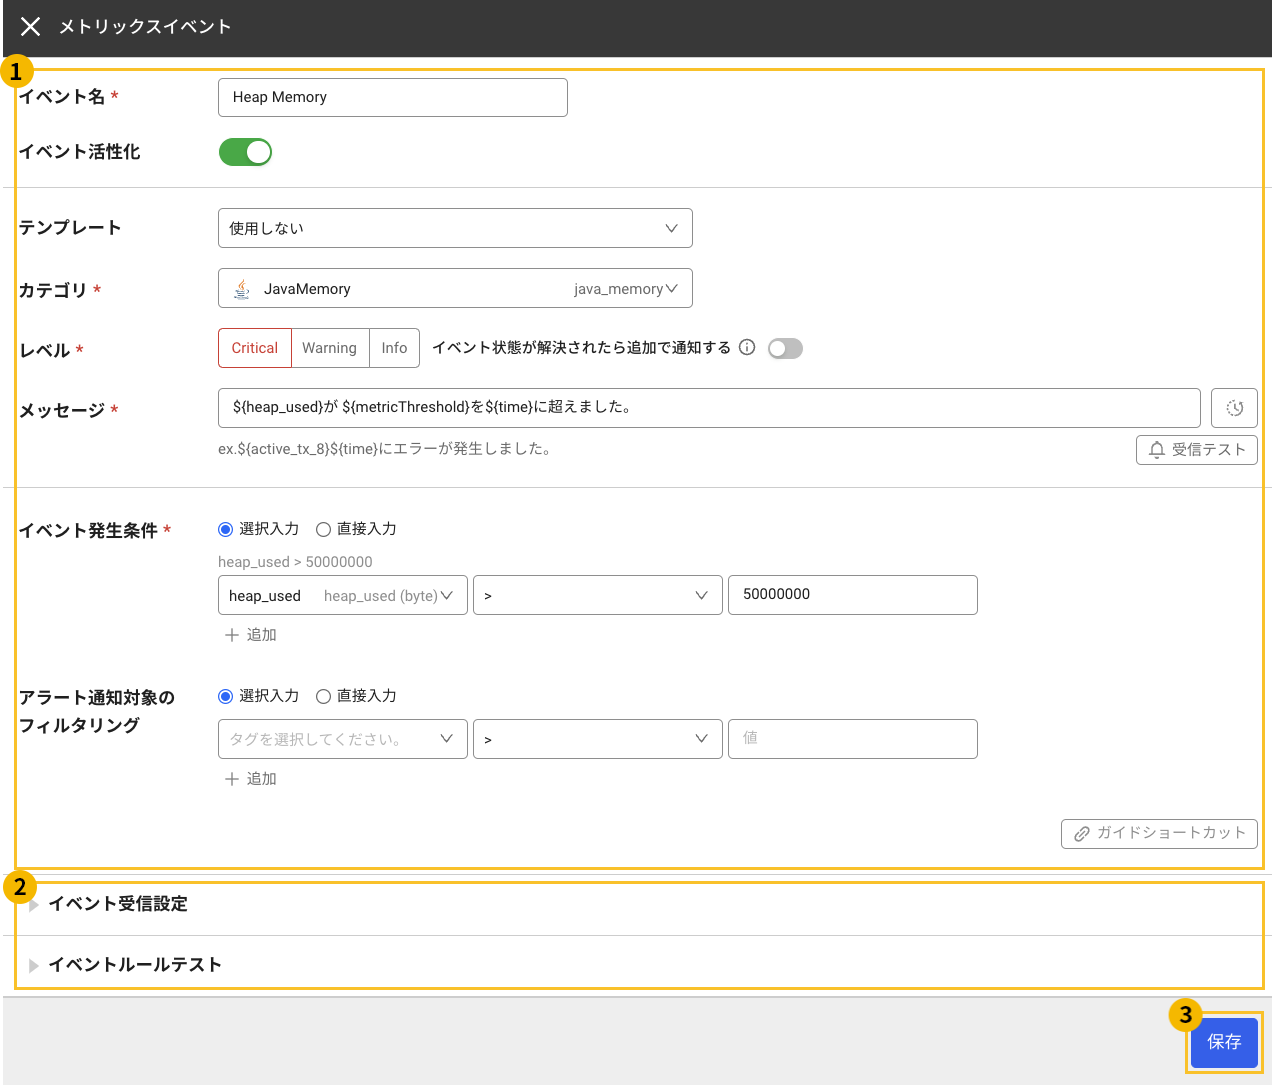 メトリックスイベント
1
イベント名 *
Heap Memory
イベント活性化
テンプレート
使用しない
カテゴリ *
JavaMemory java_memory
レベル *
Critical Warning Info イベント状態が解決されたら追加で通知する
メッセージ *
${heap_used}が ${metricThreshold}を${time}に超えました。
ex.${active_tx_8}${time}にエラーが発生しました。
受信テスト
イベント発生条件 *
選択入力 直接入力
heap_used > 50000000
heap_used heap_used (byte) > 50000000
追加
アラート通知対象の
フィルタリング
選択入力 直接入力
タグを選択してください。 > 値
追加
ガイドショートカット
2
イベント受信設定
イベントルールテスト
3
保存